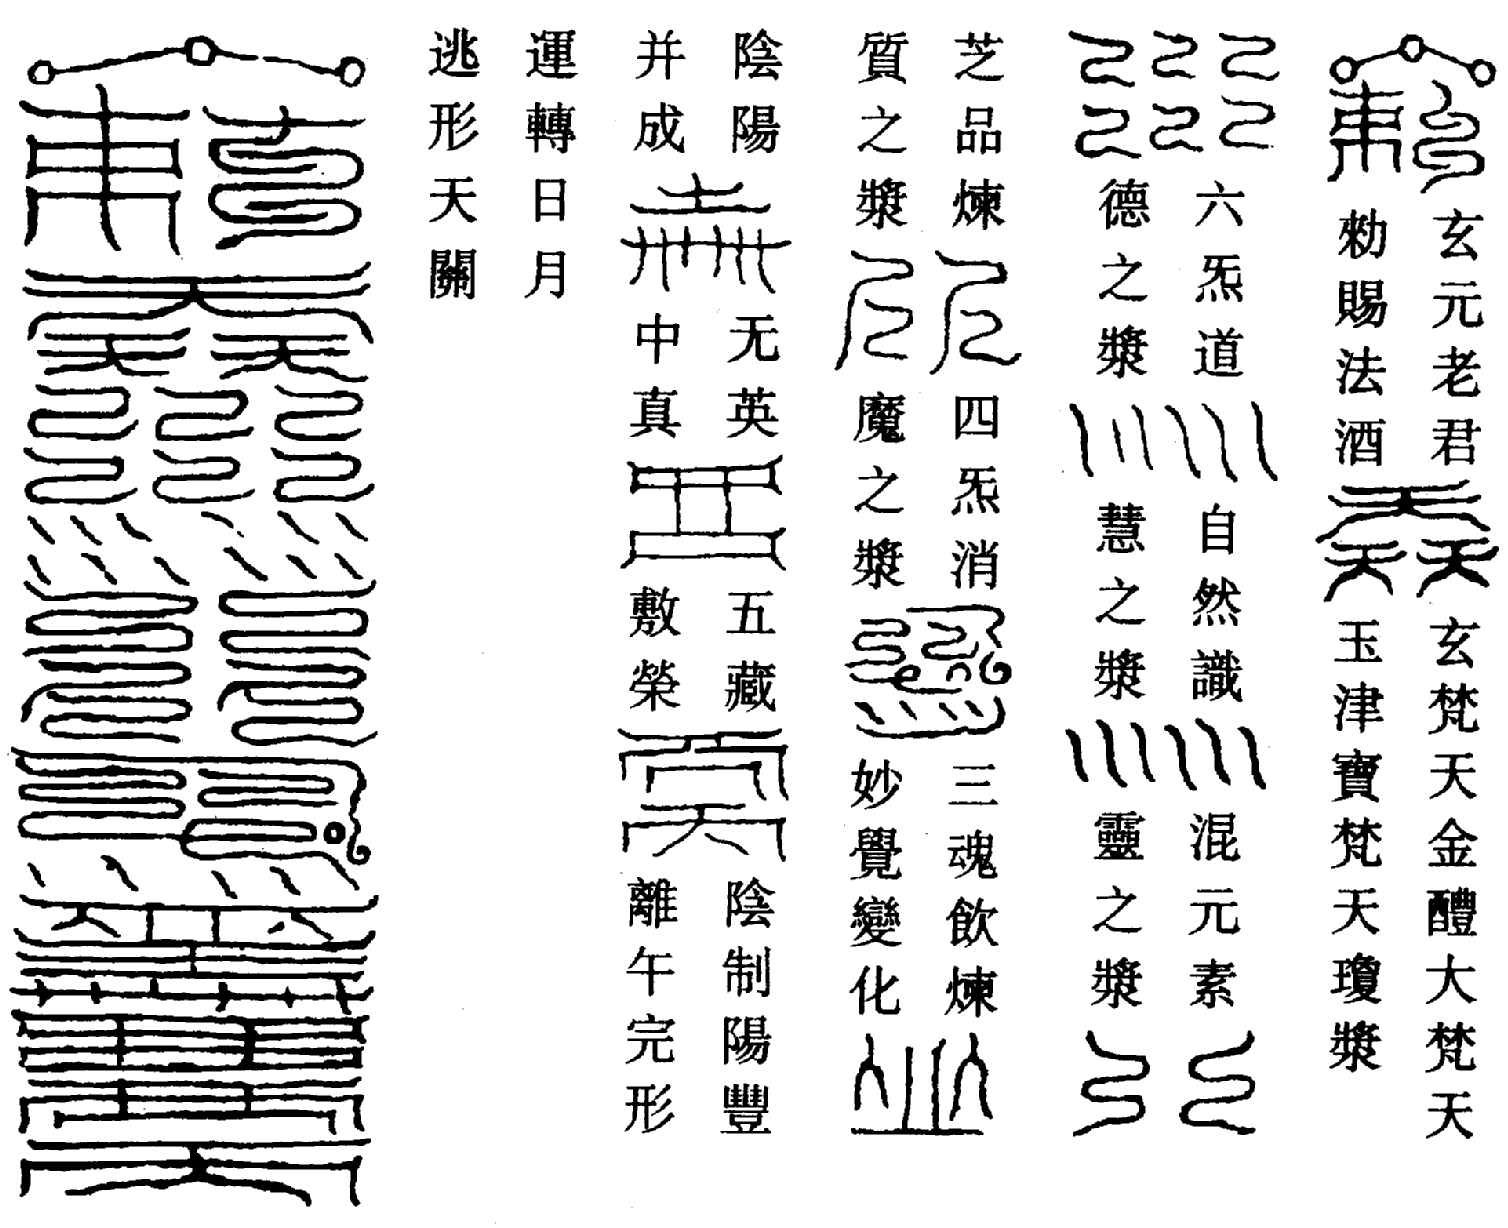 玄元老君
勑賜法酒
玄梵天金醴大梵天
玉津寶梵天瓊漿
六炁道
德之漿
自然識
慧之漿
混元素
靈之漿
芝品煉
質之漿
四炁消
魔之漿
三魂飲煉
妙覺變化
陰陽
并成
无英
中真
五藏
敷榮
陰制陽豐
離午完形
運轉日月
逃形天關